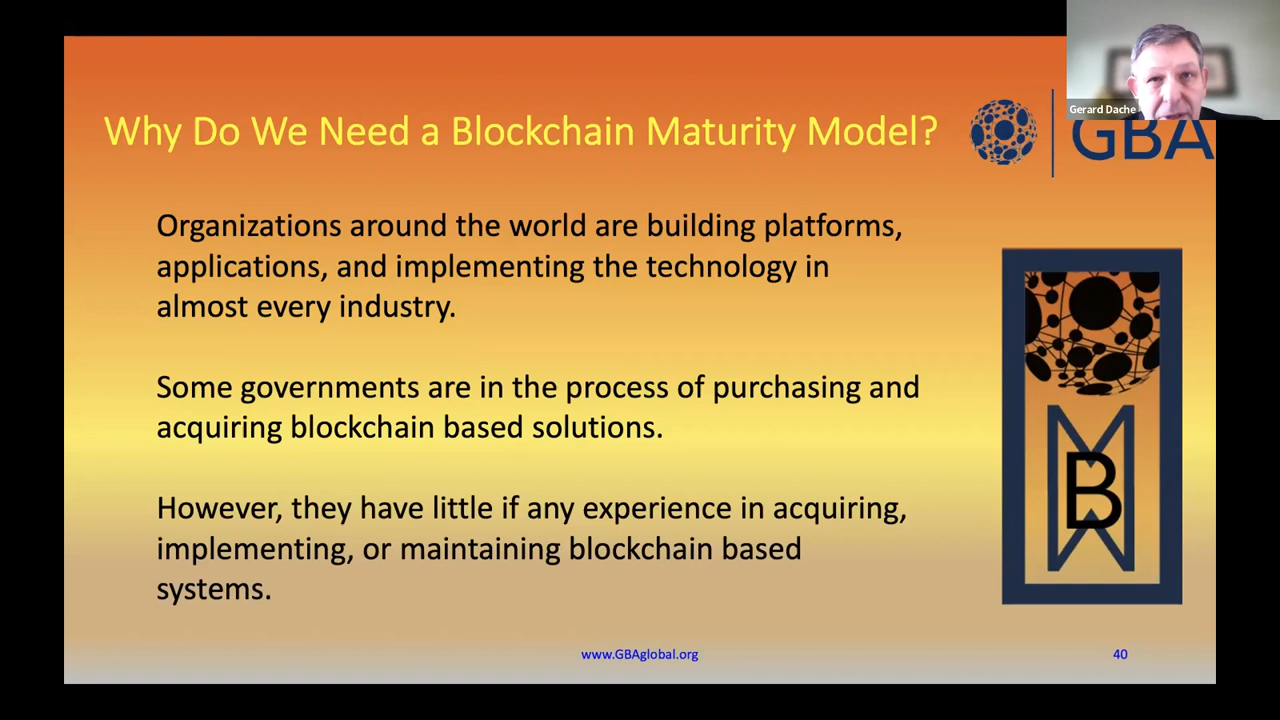 Why Do We Need a Blockchain Maturity Model?
Gerard Dache
GBA
Organizations around the world are building platforms,
applications, and implementing the technology in
almost every industry.
Some governments are in the process of purchasing and
acquiring blockchain based solutions.
However, they have little if any experience in acquiring,
implementing, or maintaining blockchain based
systems.
M
B
www.GBAglobal.org
40